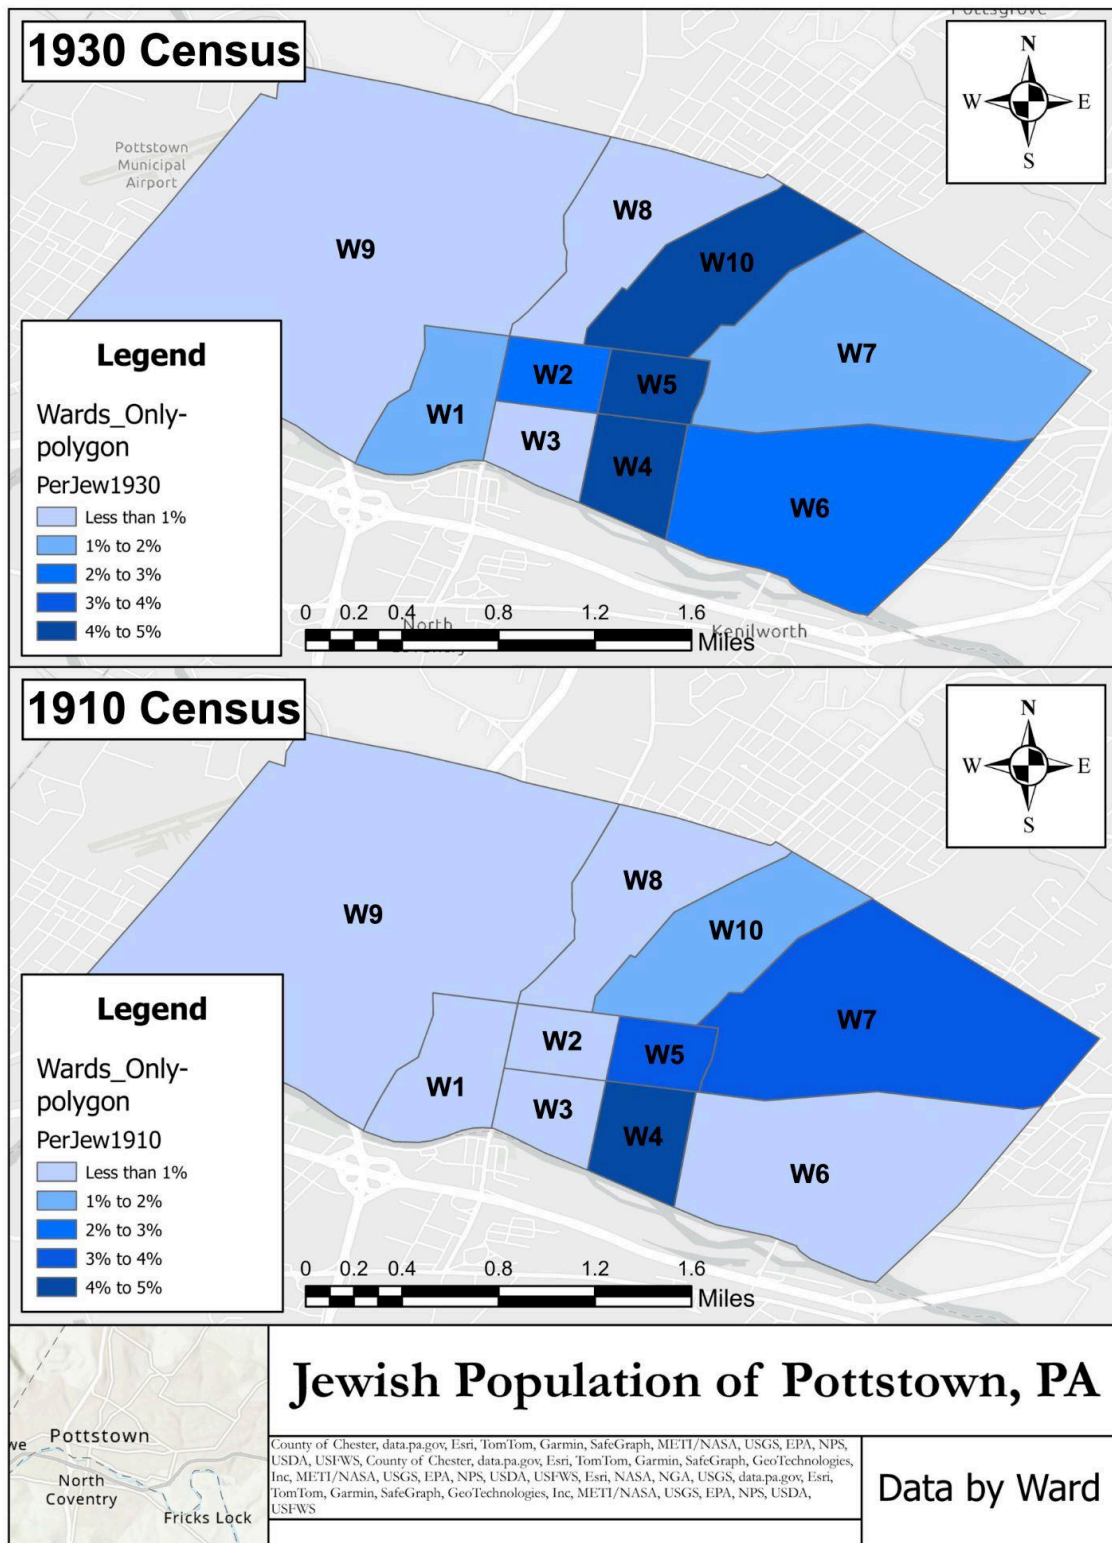 Pottsgrove
1930 Census
N
W E
S
Pottstown
Municipal
Airport
W8
W9
W10
W7
W2
W5
W1
W3
W4
W6
Legend
Wards_Only-
polygon
PerJew1930
Less than 1%
1% to 2%
2% to 3%
3% to 4%
4% to 5%
0 0.2 0.4 0.8 1.2 1.6
Miles
North
Coventry
Kenilworth
1910 Census
N
W E
S
W8
W9
W10
W7
W2
W5
W1
W3
W4
W6
Legend
Wards_Only-
polygon
PerJew1910
Less than 1%
1% to 2%
2% to 3%
3% to 4%
4% to 5%
0 0.2 0.4 0.8 1.2 1.6
Miles
we
Pottstown
North
Coventry
Fricks Lock
Jewish Population of Pottstown, PA
County of Chester, data.pa.gov, Esri, TomTom, Garmin, SafeGraph, METI/NASA, USGS, EPA, NPS,
USDA, USFWS, County of Chester, data.pa.gov, Esri, TomTom, Garmin, SafeGraph, GeoTechnologies,
Inc, METI/NASA, USGS, EPA, NPS, USDA, USFWS, Esri, NASA, NGA, USGS, data.pa.gov, Esri,
TomTom, Garmin, SafeGraph, GeoTechnologies, Inc, METI/NASA, USGS, EPA, NPS, USDA,
USFWS
Data by Ward